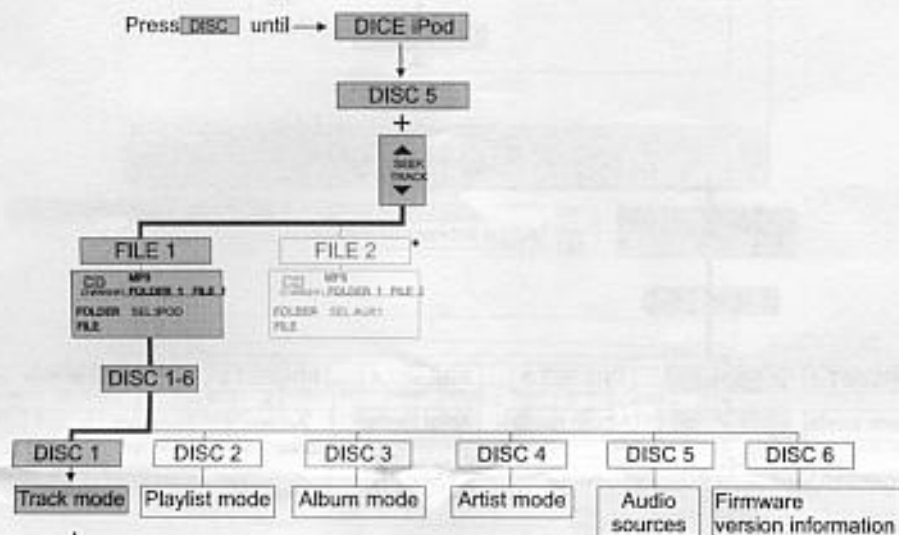 Press DISC until → DICE iPod
DISC 5
+
SEEK
TRACK
FILE 1 FILE 2 *
CD MP3
(CHANGER) FOLDER 1 FILE 1
FOLDER SEL:IPOD
FILE
CD MP3
(CHANGER) FOLDER 1 FILE 2
FOLDER SEL:AUX1
FILE
DISC 1-6
DISC 1 DISC 2 DISC 3 DISC 4 DISC 5 DISC 6
Track mode Playlist mode Album mode Artist mode Audio sources Firmware version information